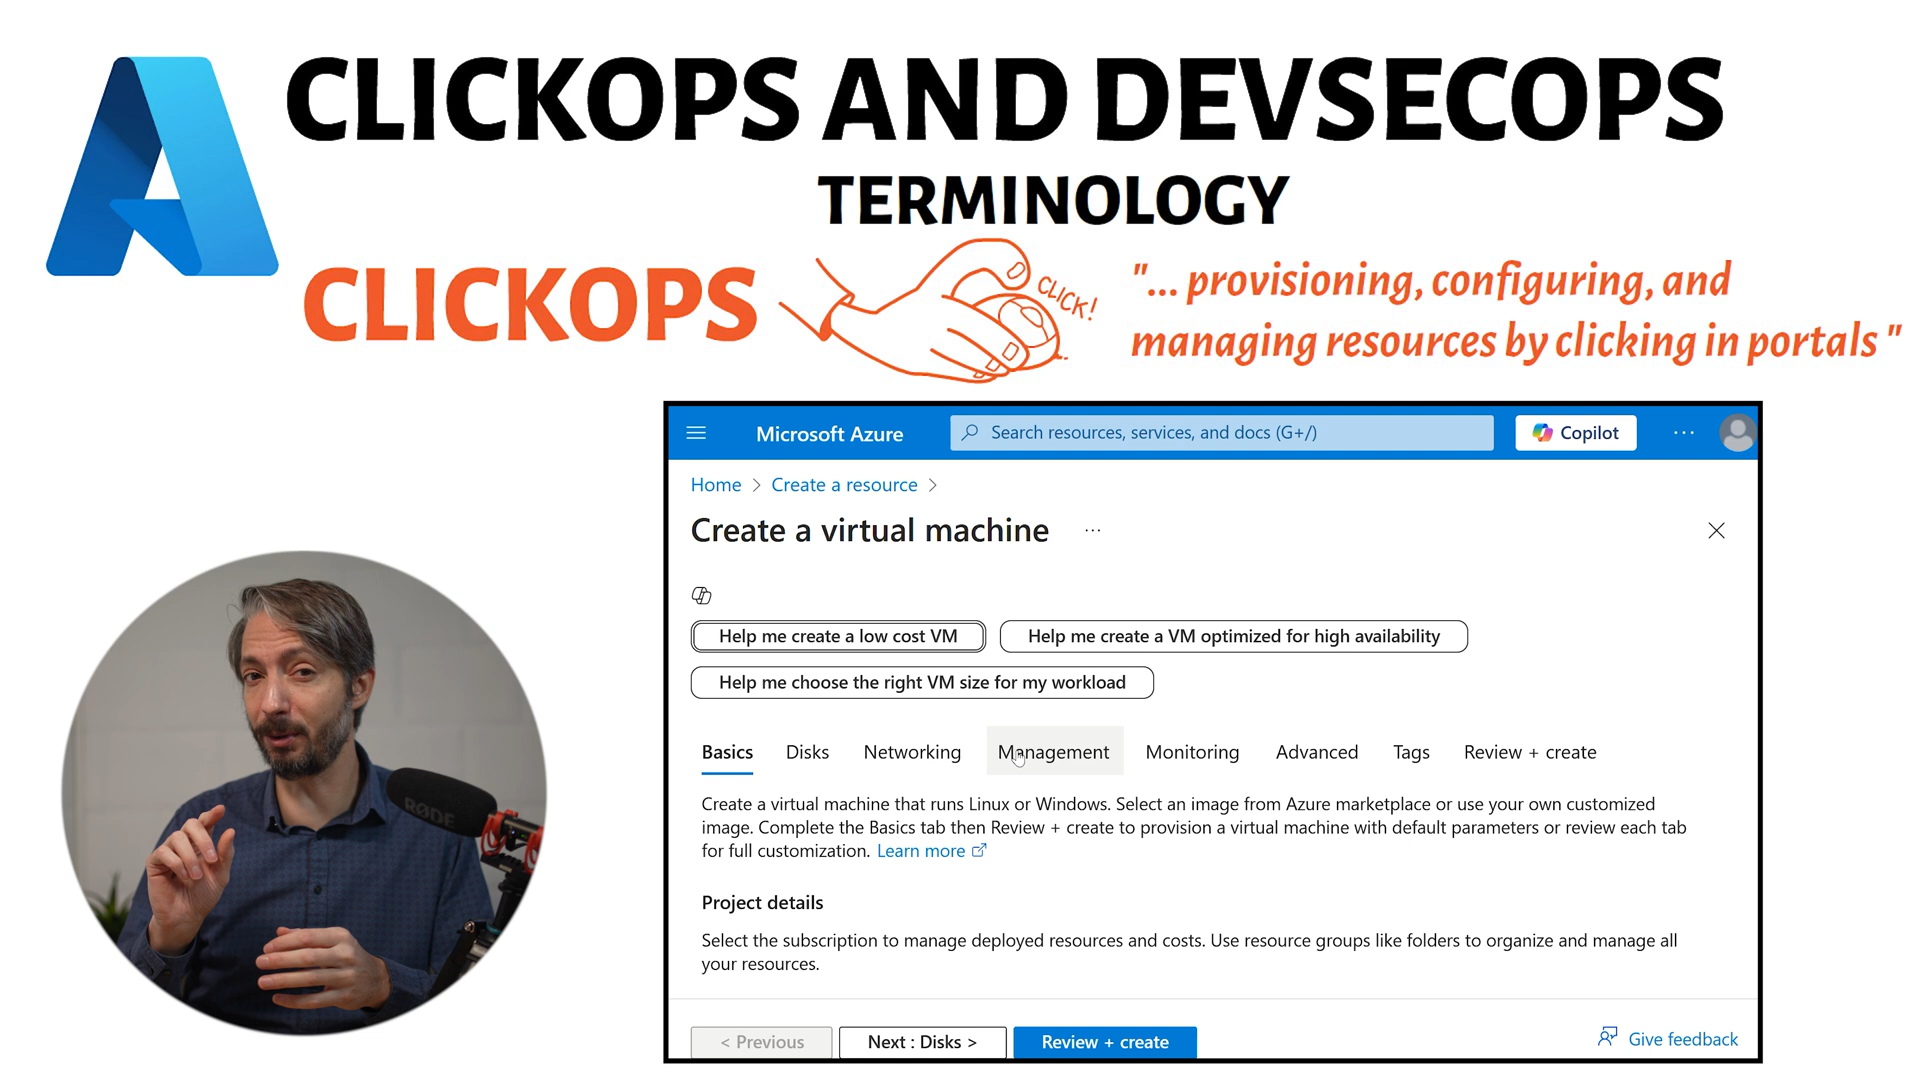 CLICKOPS AND DEVSECOPS
TERMINOLOGY
CLICKOPS
CLICK!
"... provisioning, configuring, and
managing resources by clicking in portals "
Microsoft Azure
Search resources, services, and docs (G+/)
Copilot
Home > Create a resource >
Create a virtual machine ...
Help me create a low cost VM
Help me create a VM optimized for high availability
Help me choose the right VM size for my workload
Basics Disks Networking Management Monitoring Advanced Tags Review + create
Create a virtual machine that runs Linux or Windows. Select an image from Azure marketplace or use your own customized
image. Complete the Basics tab then Review + create to provision a virtual machine with default parameters or review each tab
for full customization. Learn more
Project details
Select the subscription to manage deployed resources and costs. Use resource groups like folders to organize and manage all
your resources.
< Previous
Next : Disks >
Review + create
Give feedback
RØDE